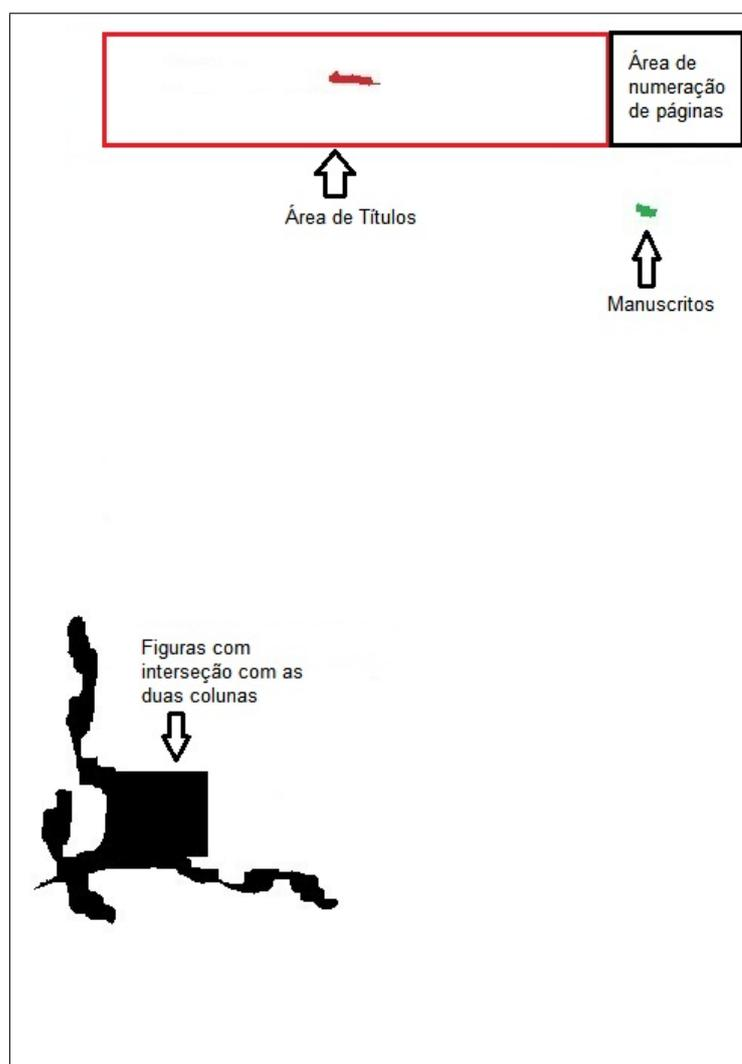 Área de
numeração
de páginas
Área de Títulos
Manuscritos
Figuras com
interseção com as
duas colunas